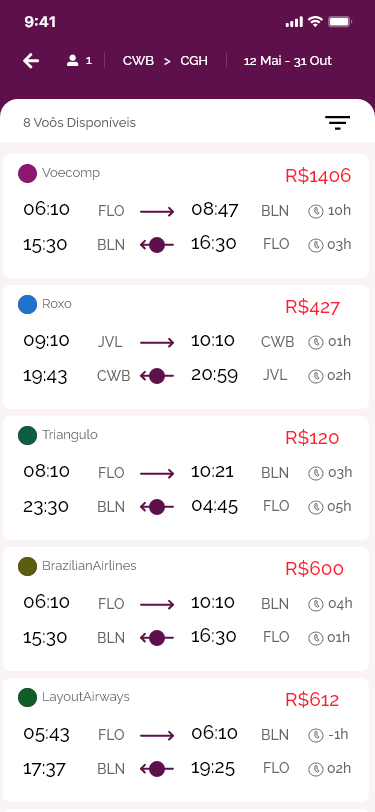 9:41
1 CWB > CGH 12 Mai - 31 Out
8 Voôs Disponíveis
Voecomp R$1406
06:10 FLO 08:47 BLN 10h
15:30 BLN 16:30 FLO 03h
Roxo R$427
09:10 JVL 10:10 CWB 01h
19:43 CWB 20:59 JVL 02h
Triangulo R$120
08:10 FLO 10:21 BLN 03h
23:30 BLN 04:45 FLO 05h
BrazilianAirlines R$600
06:10 FLO 10:10 BLN 04h
15:30 BLN 16:30 FLO 01h
LayoutAirways R$612
05:43 FLO 06:10 BLN -1h
17:37 BLN 19:25 FLO 02h